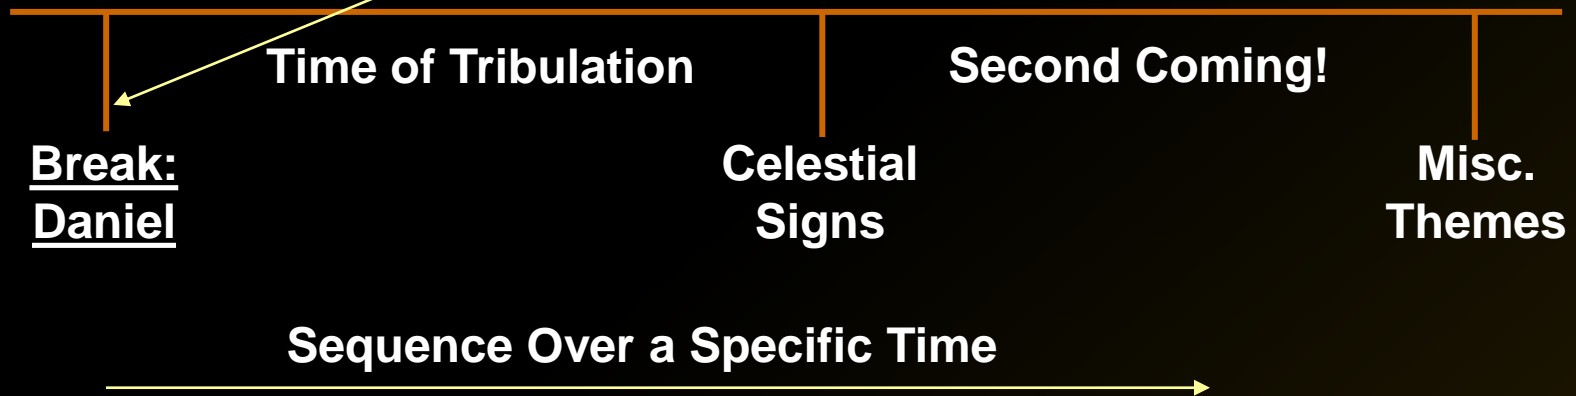 Time of Tribulation
Second Coming!
Break:
Daniel
Celestial
Signs
Misc.
Themes
Sequence Over a Specific Time